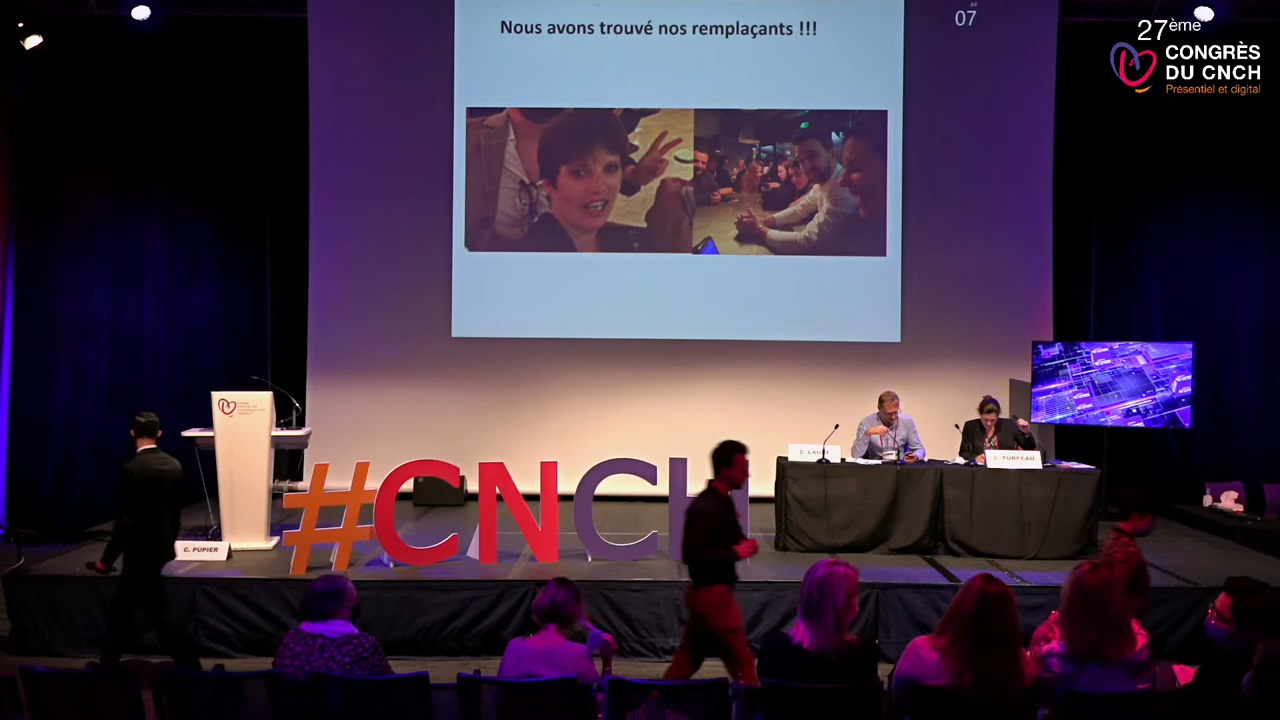 Nous avons trouvé nos remplaçants !!!
07
27ème
CONGRÈS
DU CNCH
Présentiel et digital
C. PUPIER
#CNCH
TURPEAU